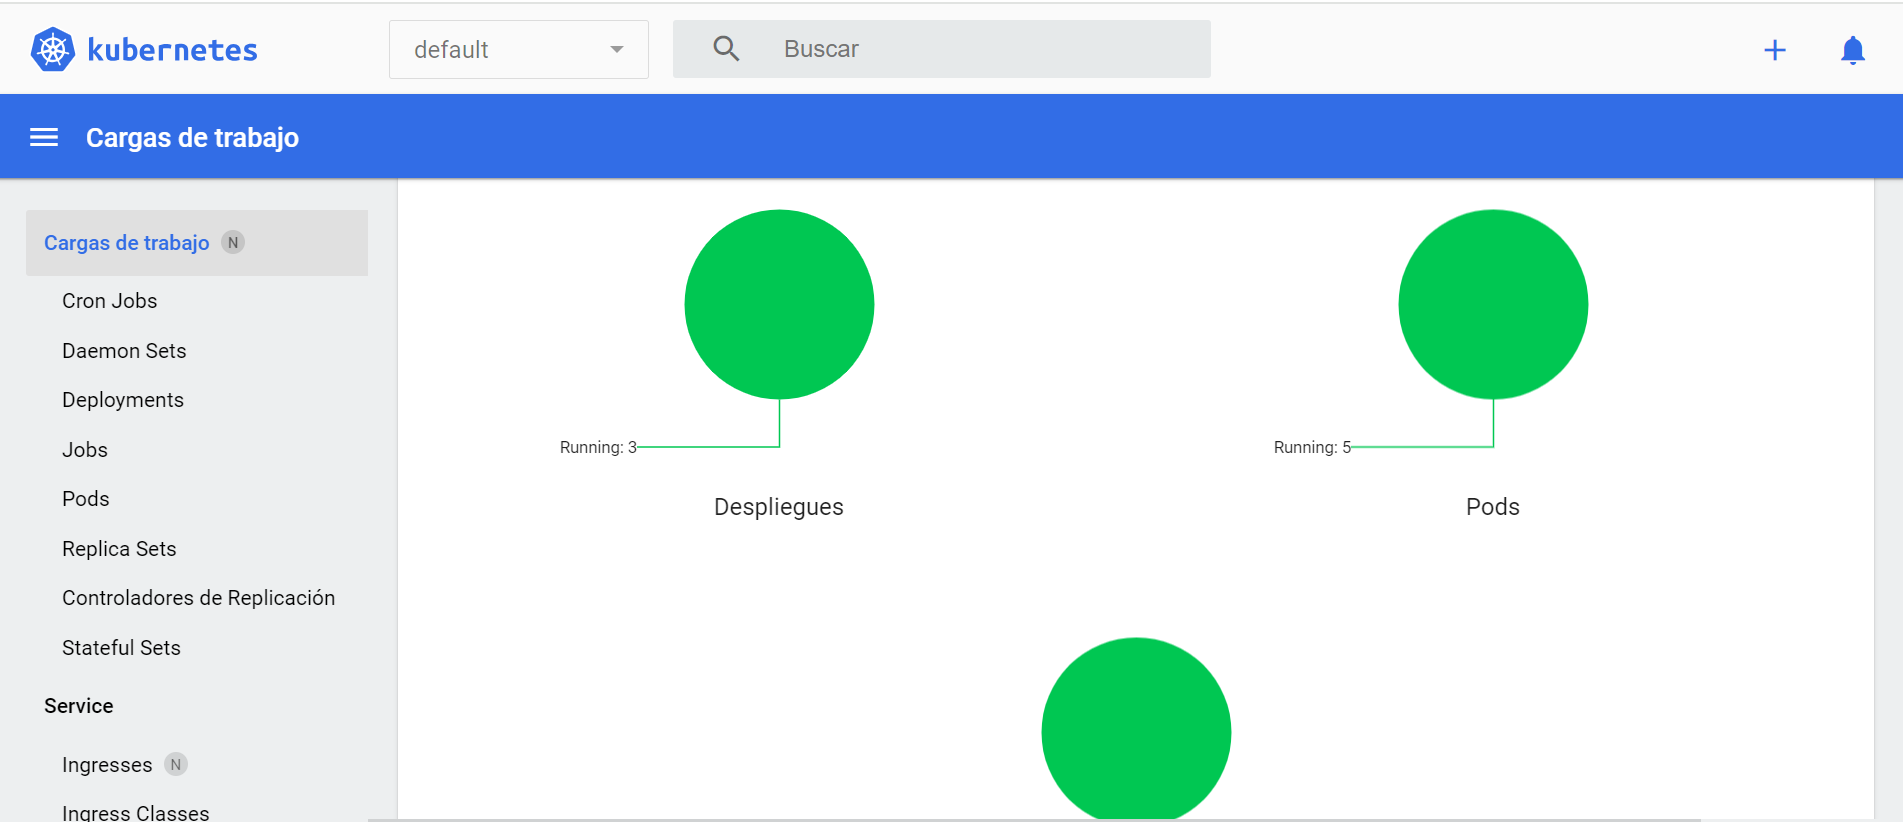 kubernetes
default
Buscar
Cargas de trabajo
Cargas de trabajo N
Cron Jobs
Daemon Sets
Deployments
Jobs
Pods
Replica Sets
Controladores de Replicación
Stateful Sets
Service
Ingresses N
Ingress Classes
Running: 3
Despliegues
Running: 5
Pods